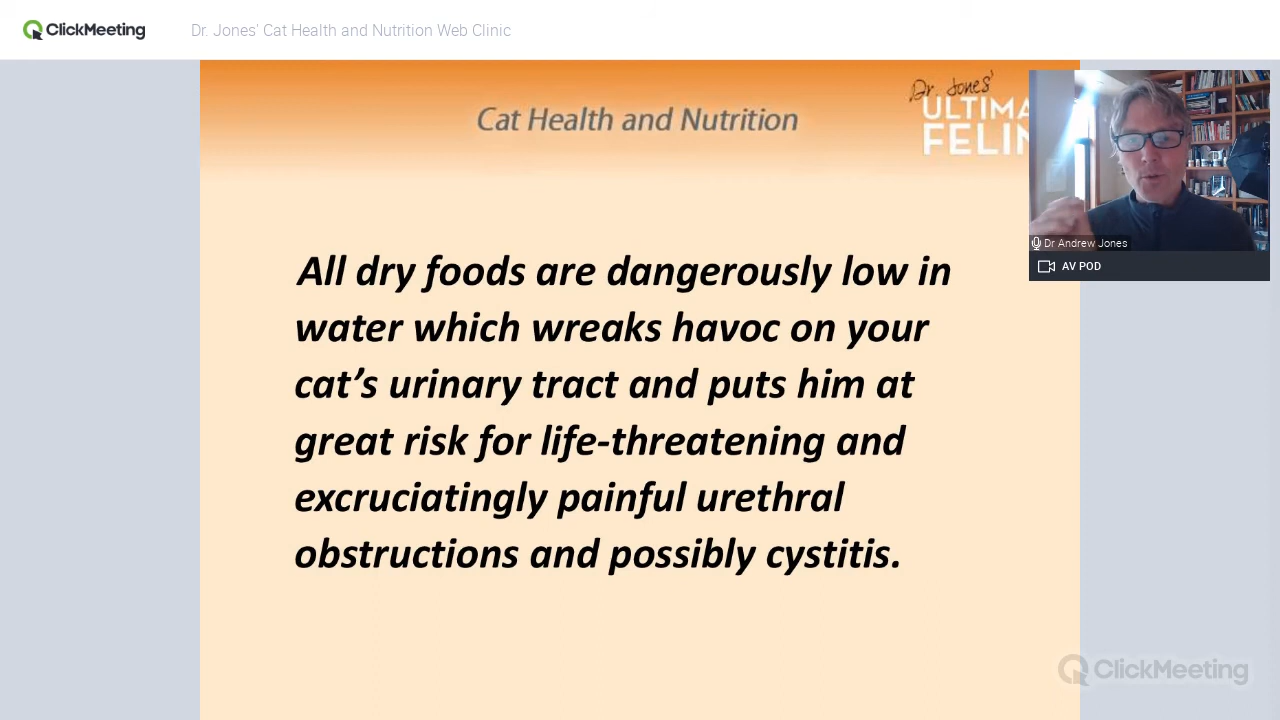 ClickMeeting
Dr. Jones' Cat Health and Nutrition Web Clinic
Cat Health and Nutrition
Dr. Jones'
ULTIMA
FELIN
Dr Andrew Jones
AV POD
All dry foods are dangerously low in
water which wreaks havoc on your
cat’s urinary tract and puts him at
great risk for life-threatening and
excruciatingly painful urethral
obstructions and possibly cystitis.
ClickMeeting